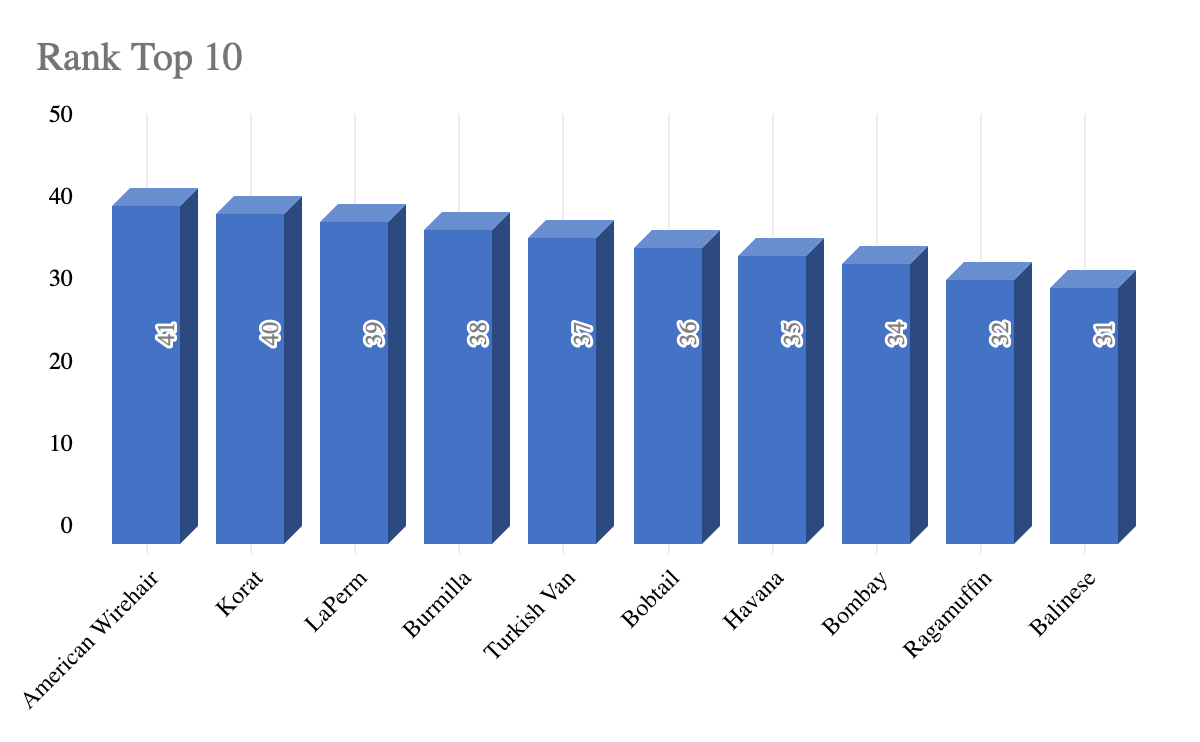 Rank Top 10
50
40
30
20
10
0
41
40
39
38
37
36
35
34
32
31
American Wirehair
Korat
LaPerm
Burmilla
Turkish Van
Bobtail
Havana
Bombay
Ragamuffin
Balinese